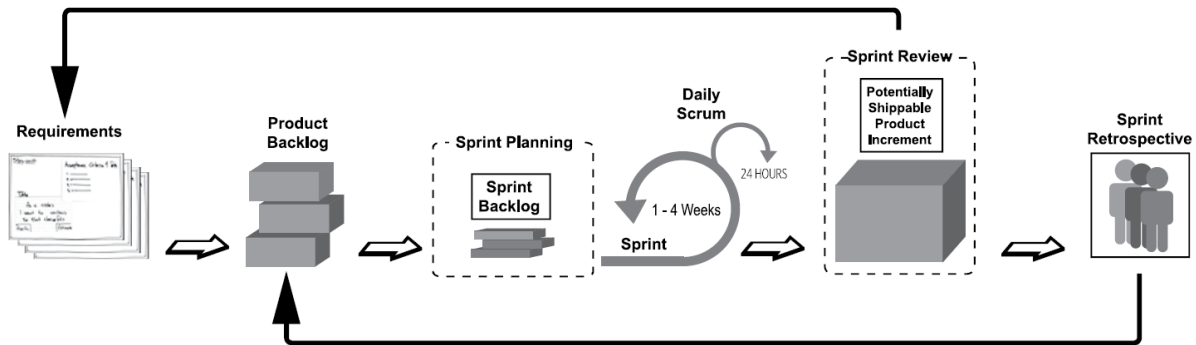 Requirements
Product
Backlog
Sprint Planning
Sprint
Backlog
Daily
Scrum
24 HOURS
1 - 4 Weeks
Sprint
Sprint Review
Potentially
Shippable
Product
Increment
Sprint
Retrospective